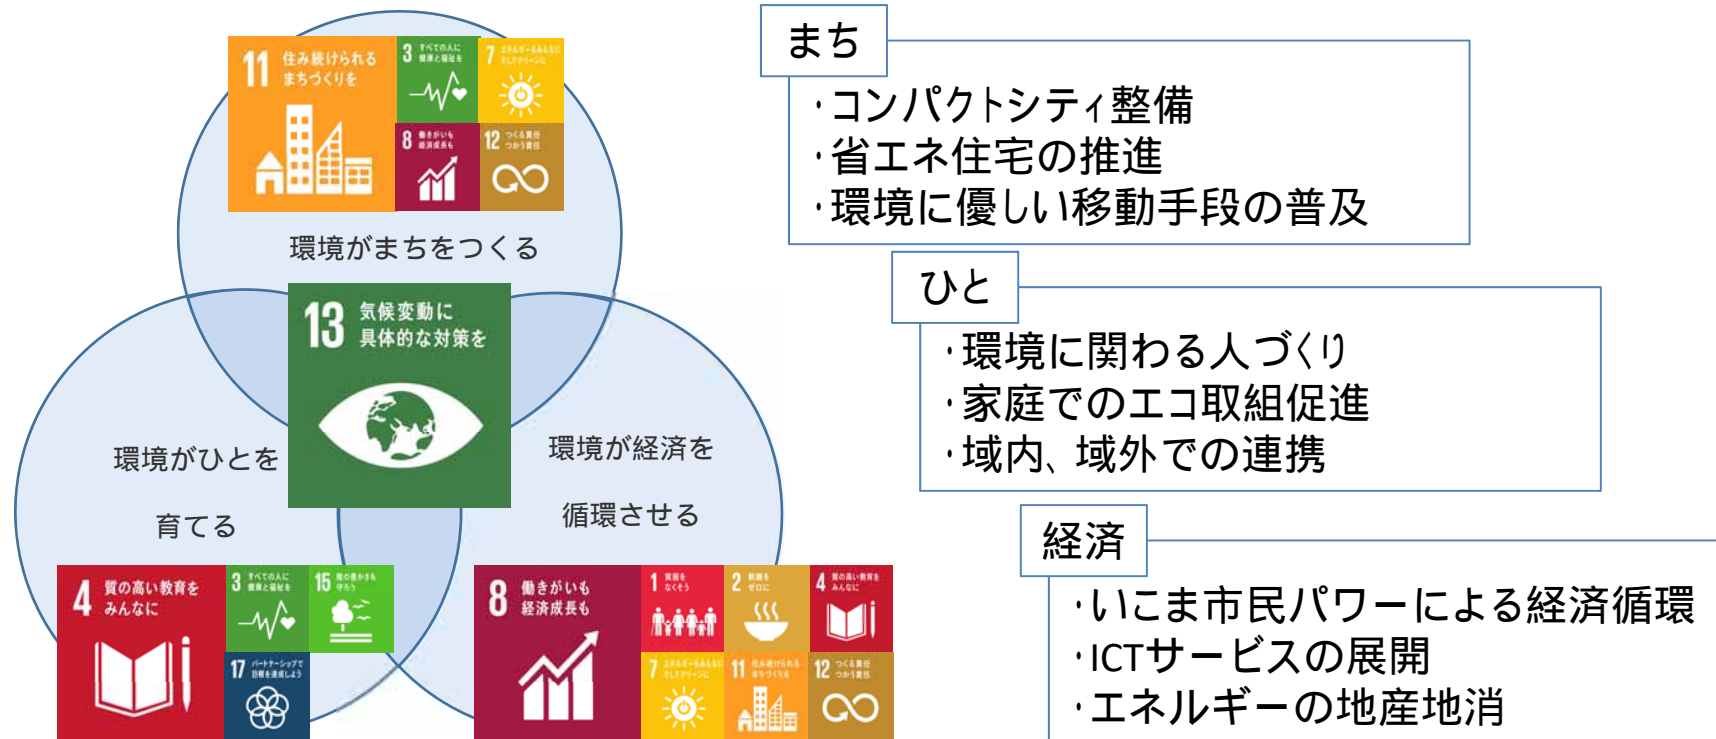 11 住み続けられる
まちづくりを
3 すべての人に
健康と福祉を
7 エネルギーをみんなに
そしてクリーンに
8 働きがいも
経済成長も
12 つくる責任
つかう責任
環境がまちをつくる
13 気候変動に
具体的な対策を
環境がひとを
育てる
環境が経済を
循環させる
4 質の高い教育を
みんなに
3 すべての人に
健康と福祉を
15 陸の豊かさも
守ろう
17 パートナーシップで
目標を達成しよう
8 働きがいも
経済成長も
1 貧困を
なくそう
2 飢餓を
ゼロに
4 質の高い教育を
みんなに
7 エネルギーをみんなに
そしてクリーンに
11 住み続けられる
まちづくりを
12 つくる責任
つかう責任
まち
・コンパクトシティ整備
・省エネ住宅の推進
・環境に優しい移動手段の普及
ひと
・環境に関わる人づくり
・家庭でのエコ取組促進
・域内、域外での連携
経済
・いこま市民パワーによる経済循環
・ICTサービスの展開
・エネルギーの地産地消